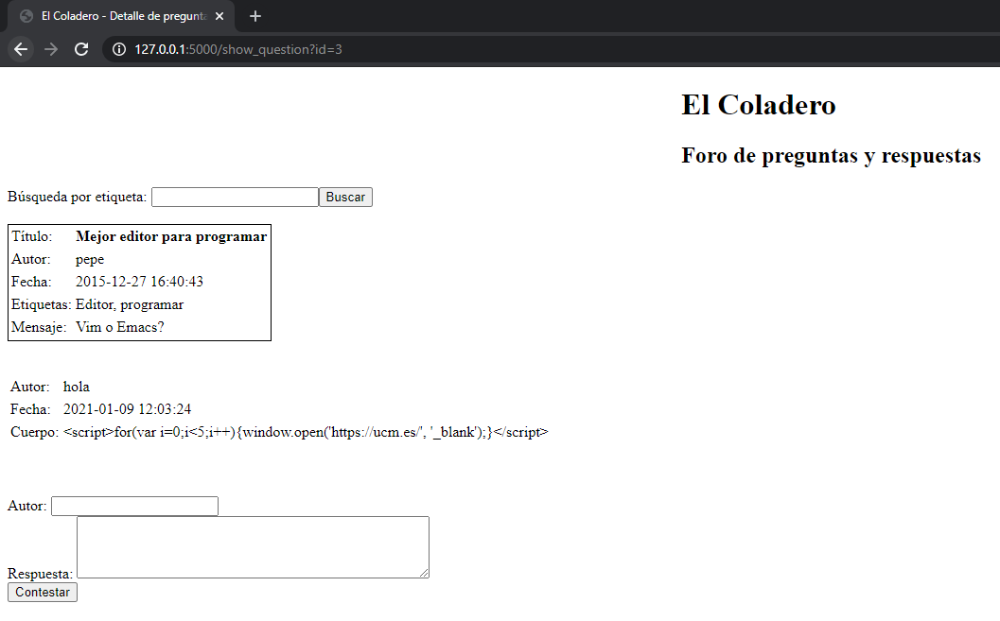 El Coladero - Detalle de pregunta
127.0.0.1:5000/show_question?id=3
El Coladero
Foro de preguntas y respuestas
Búsqueda por etiqueta: Buscar
Título: Mejor editor para programar
Autor: pepe
Fecha: 2015-12-27 16:40:43
Etiquetas: Editor, programar
Mensaje: Vim o Emacs?
Autor: hola
Fecha: 2021-01-09 12:03:24
Cuerpo: <script>for(var i=0;i<5;i++){window.open('https://ucm.es/', '_blank');}</script>
Autor:
Respuesta:
Contestar